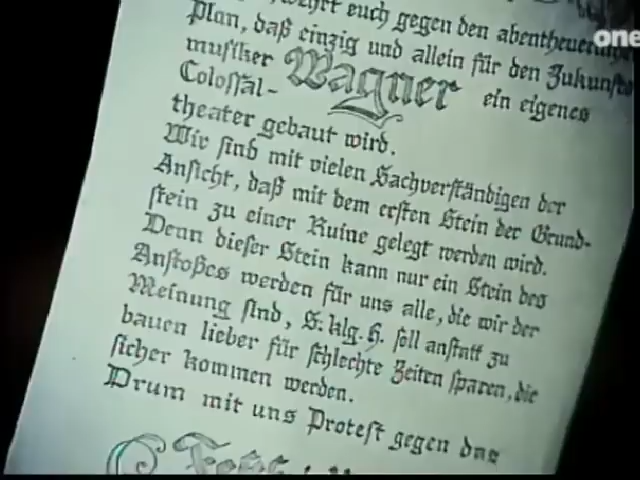 euch gegen den
one
Plan, daß einzig und allein für den Zukunfts
musiker Wagner ein eigenes
Colossal-
theater gebaut wird.
Wir sind mit vielen Sachverständigen der
Ansicht, daß mit dem ersten Stein der Grund-
stein zu einer Ruine gelegt werden wird.
Denn dieser Stein kann nur ein Stein des
Anstoßes werden für uns alle, die wir der
Meinung sind, S. klg. H. soll anstatt zu
bauen lieber für schlechte Zeiten sparen, die
sicher kommen werden.
Drum mit uns Protest gegen das